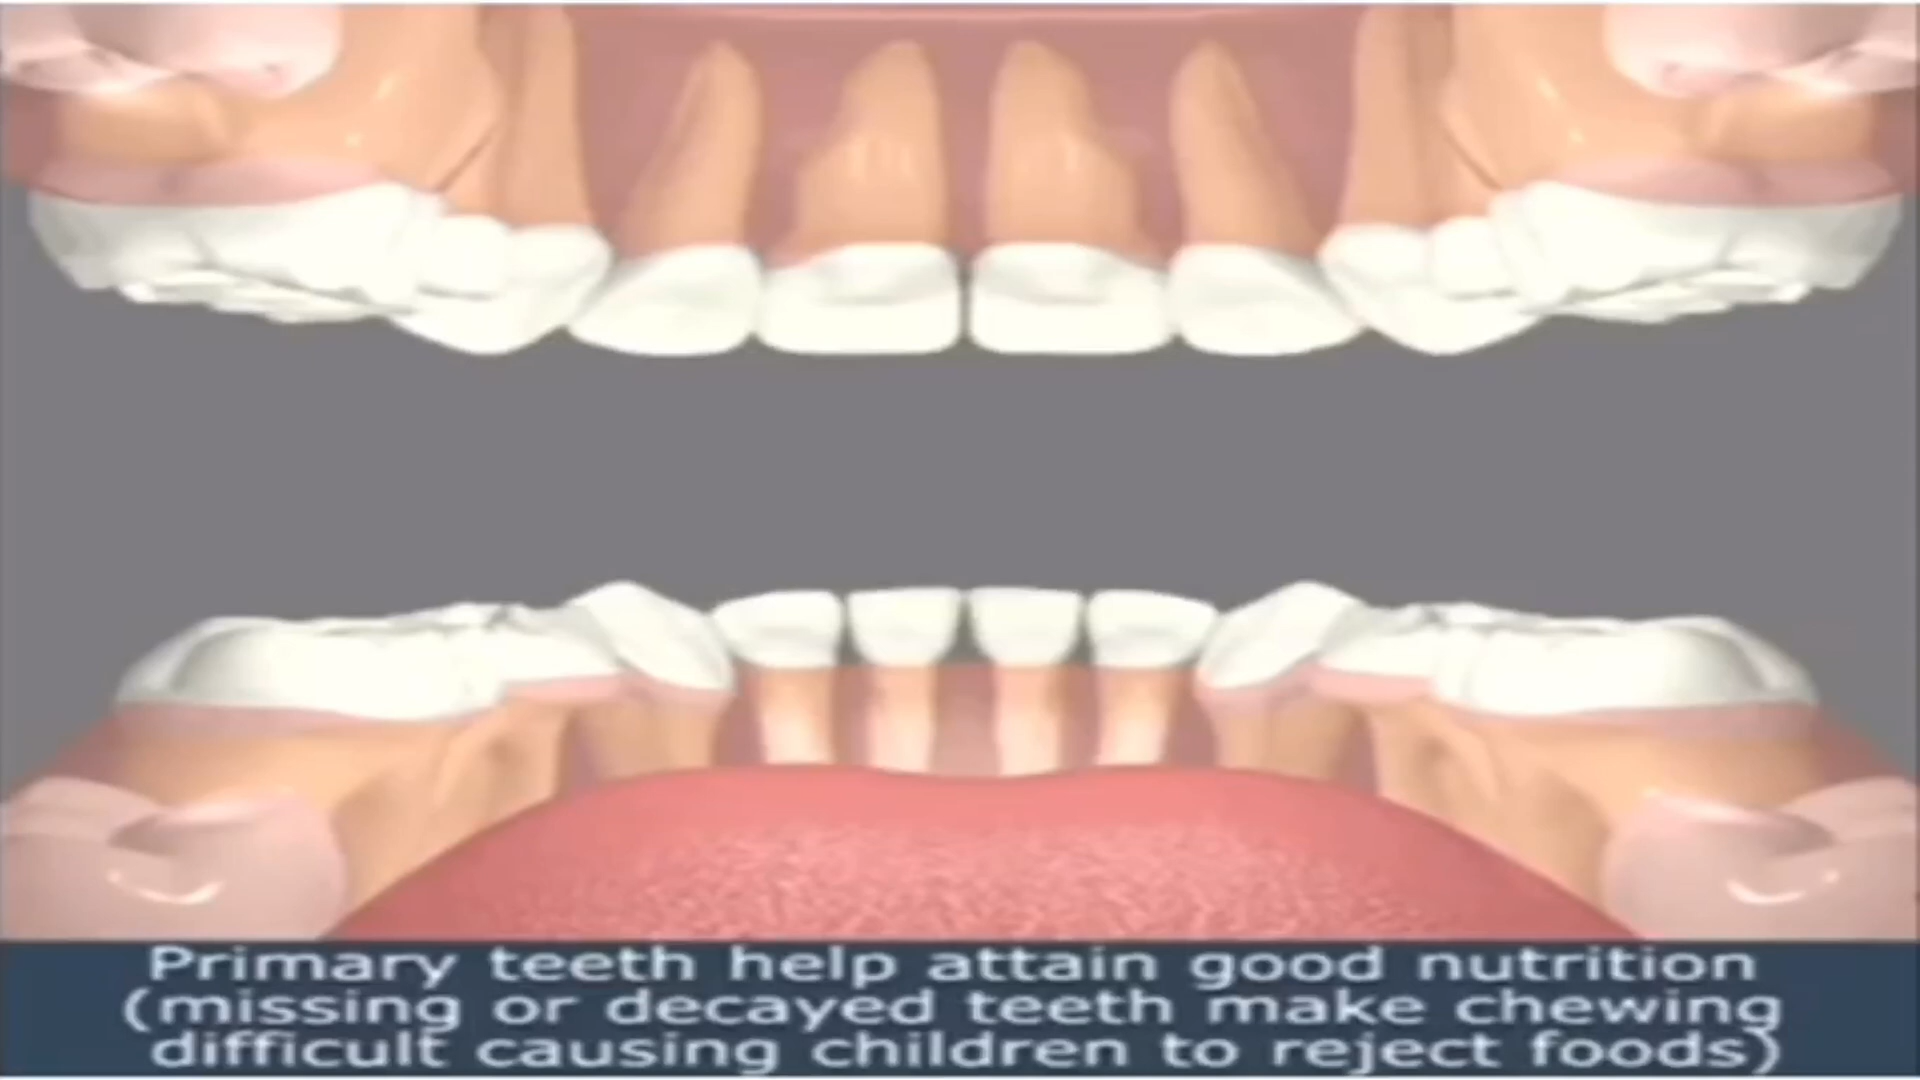 Primary teeth help attain good nutrition
(missing or decayed teeth make chewing
difficult causing children to reject foods)